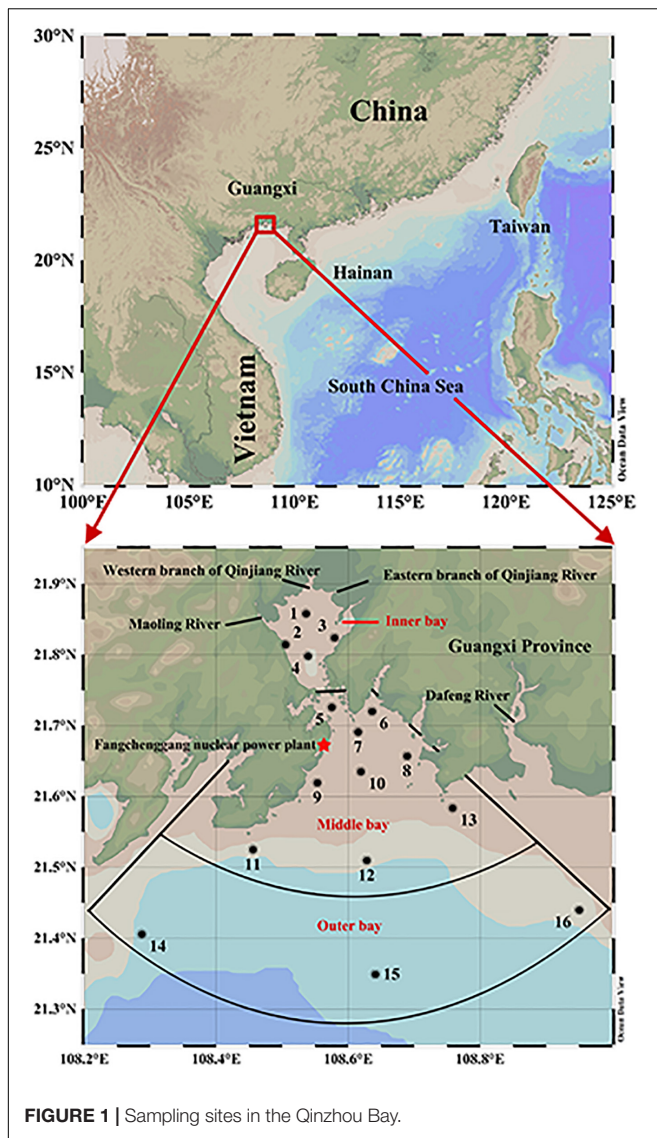 30°N
China
25°N
Guangxi
Taiwan
20°N
Hainan
15°N
South China Sea
Vietnam
10°N
100°E
105°E
110°E
115°E
120°E
125°E
Ocean Data View
21.9°N
Western branch of Qinjiang River
Eastern branch of Qinjiang River
1
Maoling River
2
3
Inner bay
21.8°N
4
Guangxi Province
Dafeng River
21.7°N
5
6
7
Fangchenggang nuclear power plant
8
10
9
21.6°N
13
Middle bay
21.5°N
11
12
16
Outer bay
21.4°N
14
15
21.3°N
108.2°E
108.4°E
108.6°E
108.8°E
Ocean Data View
FIGURE 1 | Sampling sites in the Qinzhou Bay.